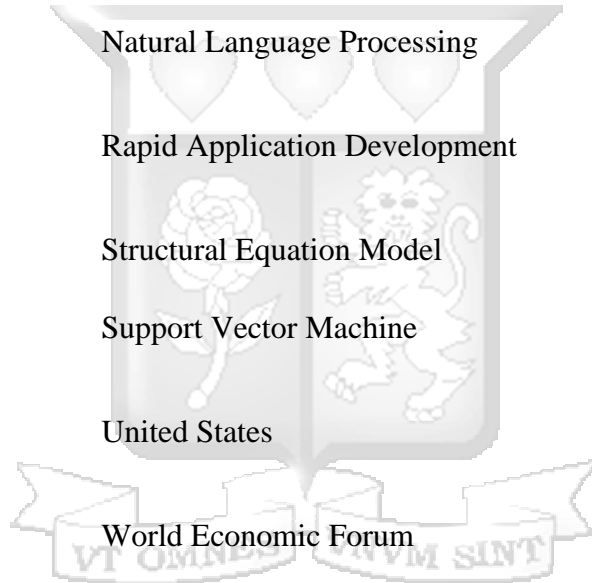 Natural Language Processing
Rapid Application Development
Structural Equation Model
Support Vector Machine
United States
World Economic Forum
VT OMNES VNVM SINT